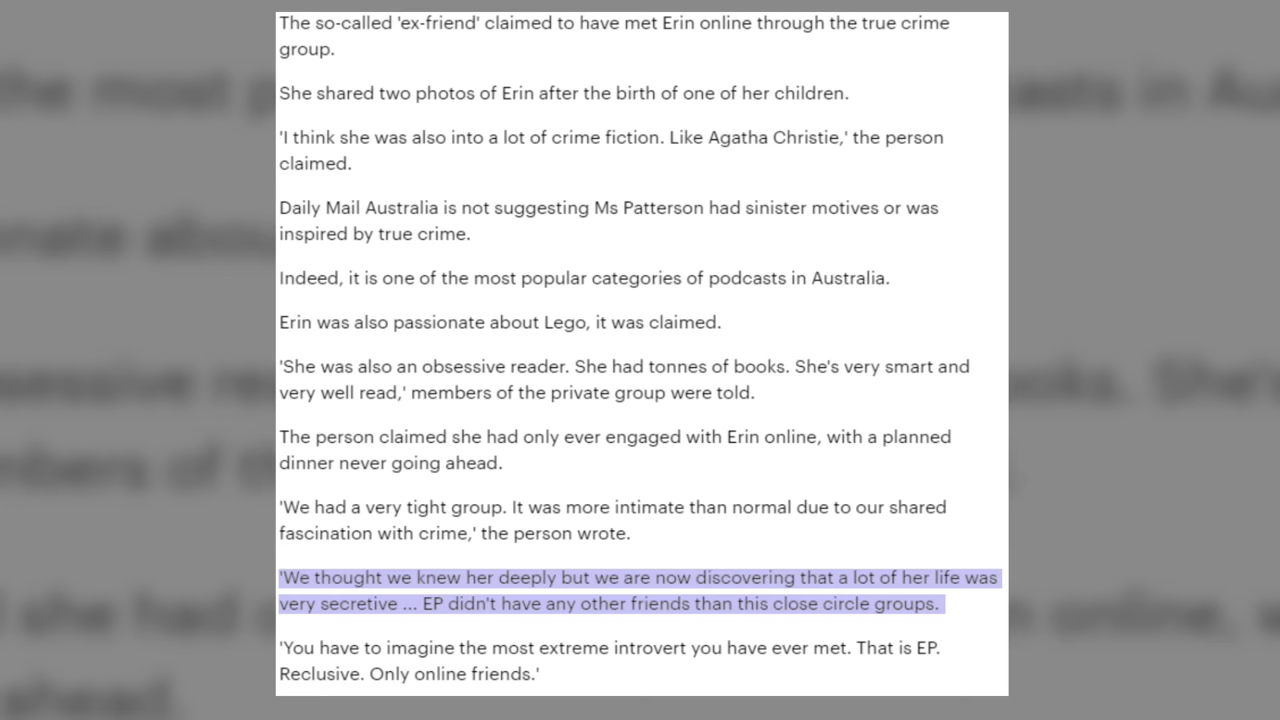 The so-called 'ex-friend' claimed to have met Erin online through the true crime
group.
She shared two photos of Erin after the birth of one of her children.
'I think she was also into a lot of crime fiction. Like Agatha Christie,' the person
claimed.
Daily Mail Australia is not suggesting Ms Patterson had sinister motives or was
inspired by true crime.
Indeed, it is one of the most popular categories of podcasts in Australia.
Erin was also passionate about Lego, it was claimed.
'She was also an obsessive reader. She had tonnes of books. She's very smart and
very well read,' members of the private group were told.
The person claimed she had only ever engaged with Erin online, with a planned
dinner never going ahead.
'We had a very tight group. It was more intimate than normal due to our shared
fascination with crime,' the person wrote.
'We thought we knew her deeply but we are now discovering that a lot of her life was
very secretive ... EP didn't have any other friends than this close circle groups.
'You have to imagine the most extreme introvert you have ever met. That is EP.
Reclusive. Only online friends.'